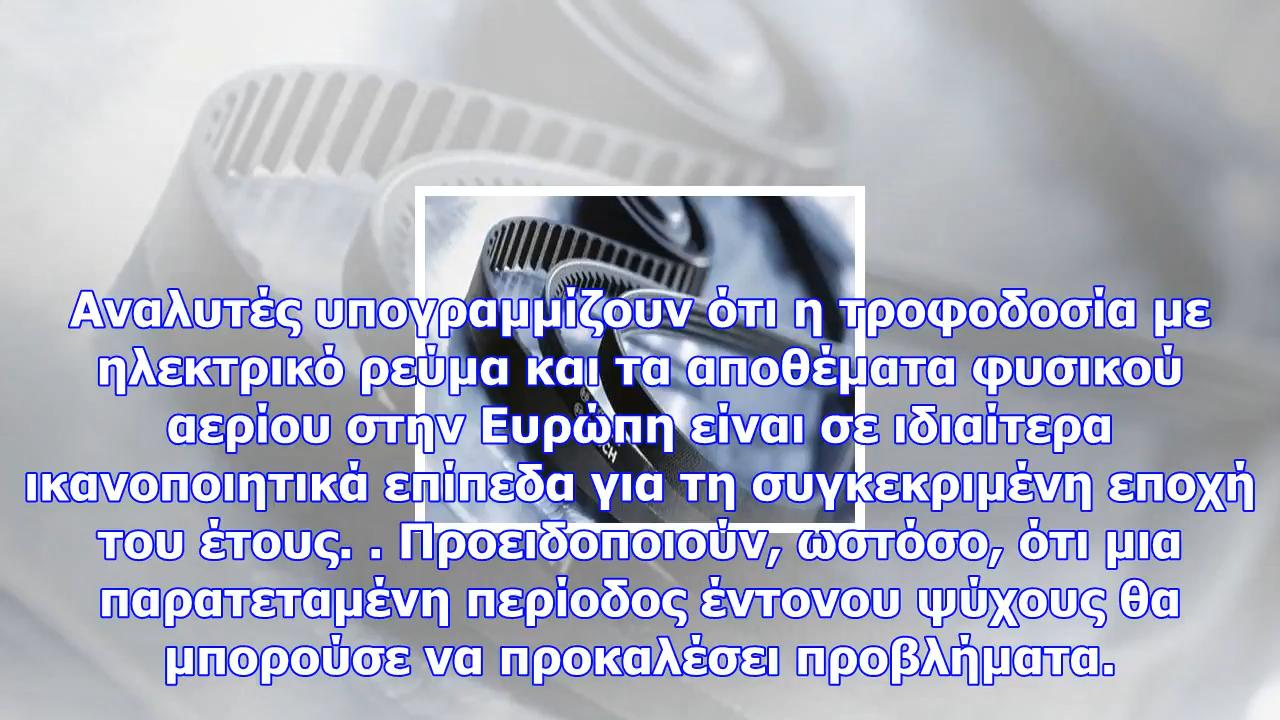 Αναλυτές υπογραμμίζουν ότι η τροφοδοσία με
ηλεκτρικό ρεύμα και τα αποθέματα φυσικού
αερίου στην Ευρώπη είναι σε ιδιαίτερα
ικανοποιητικά επίπεδα για τη συγκεκριμένη εποχή
του έτους. . Προειδοποιούν, ωστόσο, ότι μια
παρατεταμένη περίοδος έντονου ψύχους θα
μπορούσε να προκαλέσει προβλήματα.